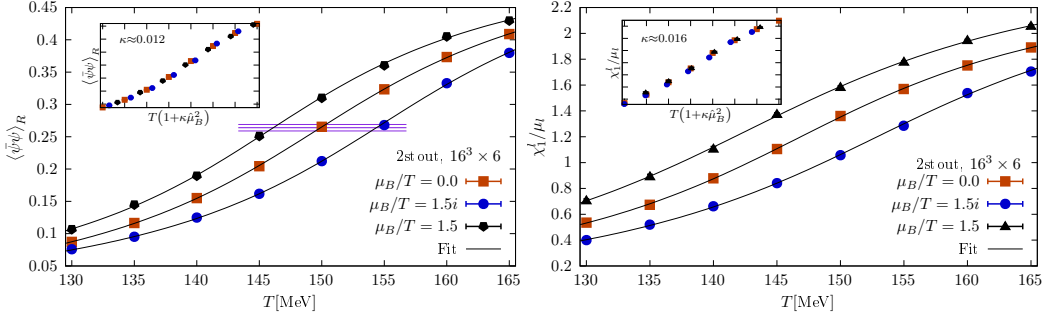 0.45
0.4
0.35
0.3
0.25
0.2
0.15
0.1
0.05
⟨ψ̄ψ⟩_R
κ≈0.012
⟨ψ̄ψ⟩_R
T(1+κμ̂_B^2)
2stout, 16^3 × 6
μ_B/T = 0.0
μ_B/T = 1.5i
μ_B/T = 1.5
Fit
130 135 140 145 150 155 160 165
T[MeV]
2.2
2
1.8
1.6
1.4
1.2
1
0.8
0.6
0.4
0.2
χ_1^l/μ_l
κ≈0.016
χ_1^l/μ_l
T(1+κμ̂_B^2)
2stout, 16^3 × 6
μ_B/T = 0.0
μ_B/T = 1.5i
μ_B/T = 1.5
Fit
130 135 140 145 150 155 160 165
T[MeV]